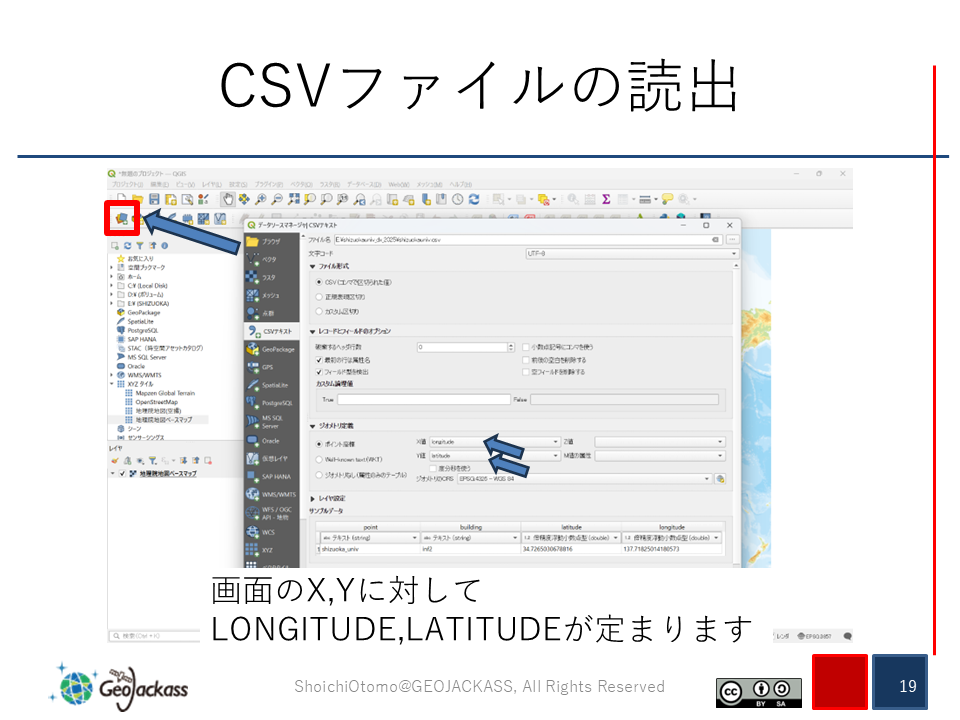 CSVファイルの読出
*無題のプロジェクト — QGIS
プロジェクト(J) 編集(E) ビュー(V) レイヤ(L) 設定(S) プラグイン(P) ベクタ(O) ラスタ(R) データベース(D) Web(W) メッシュ(M) ヘルプ(H)
データソースマネージャ | CSVテキスト
ブラウザ
ベクタ
ラスタ
メッシュ
点群
CSVテキスト
GeoPackage
GPS
SpatiaLite
PostgreSQL
MS SQL
Server
Oracle
仮想レイヤ
SAP HANA
WMS/WMTS
WFS / OGC
API - 地物
WCS
XYZ
ファイル名
文字コード UTF-8
ファイル形式
CSV(コンマで区切られた値)
正規表現区切り
カスタム区切り
レコードとフィールドのオプション
破棄するヘッダ行数 0 小数点記号にコンマを使う
最初の行は属性名 前後の空白を削除する
フィールド型を検出 空フィールドを削除する
カスタム論理値
True False
ジオメトリ定義
ポイント座標 X値 longitude Z値
Well-known text(WKT) Y値 latitude M値の属性
度分秒を使う
ジオメトリなし(属性のみのテーブル) ジオメトリのCRS EPSG:4326 - WGS 84
レイヤ設定
サンプルデータ
point building latitude longitude
abc テキスト (string) abc テキスト (string) 1.2 倍精度浮動小数点型 (double) 1.2 倍精度浮動小数点型 (double)
1 shizuoka_univ inf2 34.7265030678816 137.71825014180573
お気に入り
空間ブックマーク
ホーム
C:¥ (Local Disk)
D:¥ (ボリューム)
E:¥ (SHIZUOKA)
GeoPackage
SpatiaLite
PostgreSQL
SAP HANA
STAC（時空間アセットカタログ）
MS SQL Server
Oracle
WMS/WMTS
XYZ タイル
Mapzen Global Terrain
OpenStreetMap
地理院地図(空撮)
地理院地図ベースマップ
シーン
センサーシングス
レイヤ
地理院地図ベースマップ
検索(Ctrl + K)
レンダ EPSG:3857
画面のX,Yに対して
LONGITUDE,LATITUDEが定まります
GeoJackass
ShoichiOtomo@GEOJACKASS, All Rights Reserved
CC BY SA
19